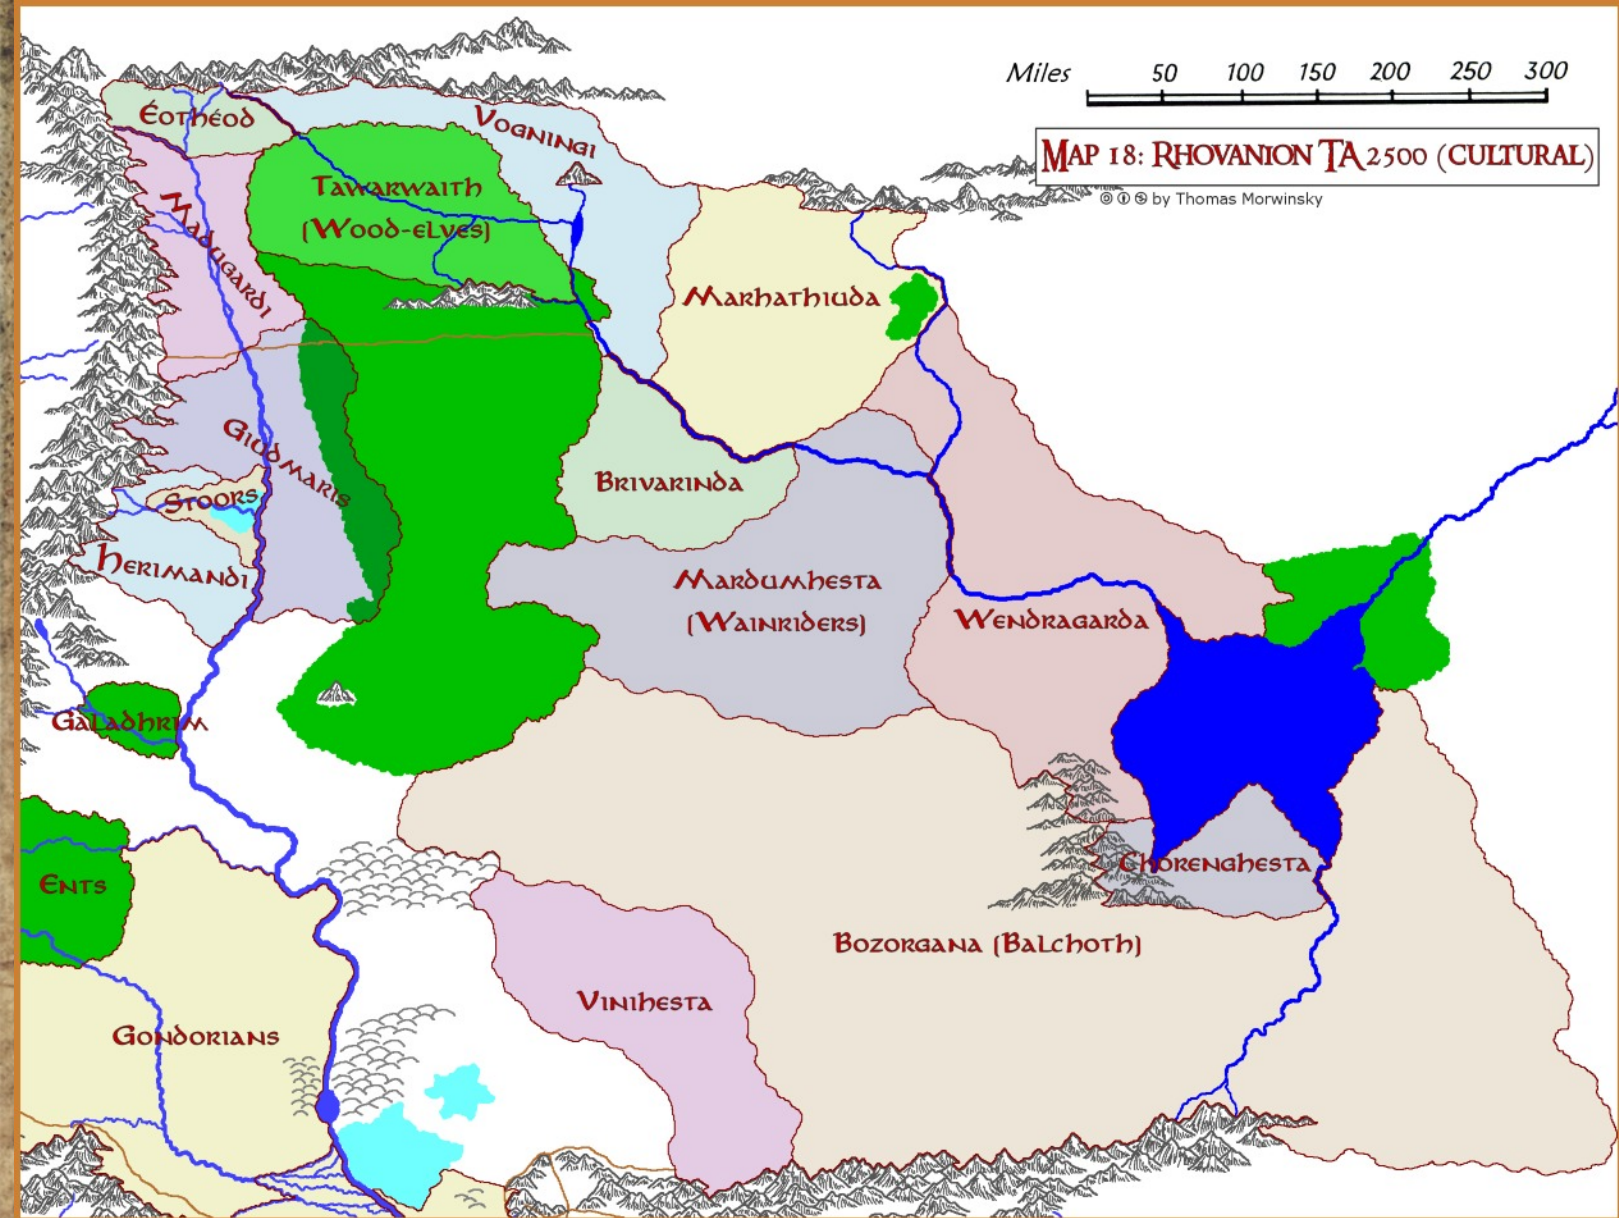 Miles 50 100 150 200 250 300
MAP 18: RHOVANION TA 2500 (CULTURAL)
by Thomas Morwinsky
Éothéod
Vogningi
Tawarwaith
(Wood-elves)
Madugardi
Marhathiuda
Giudmaris
Stoors
Brivarinda
Herimandi
Mardumhesta
(Wainriders)
Wendragarda
Galadhrim
Chorenghesta
Ents
Bozorgana (Balchoth)
Vinihesta
Gondorians